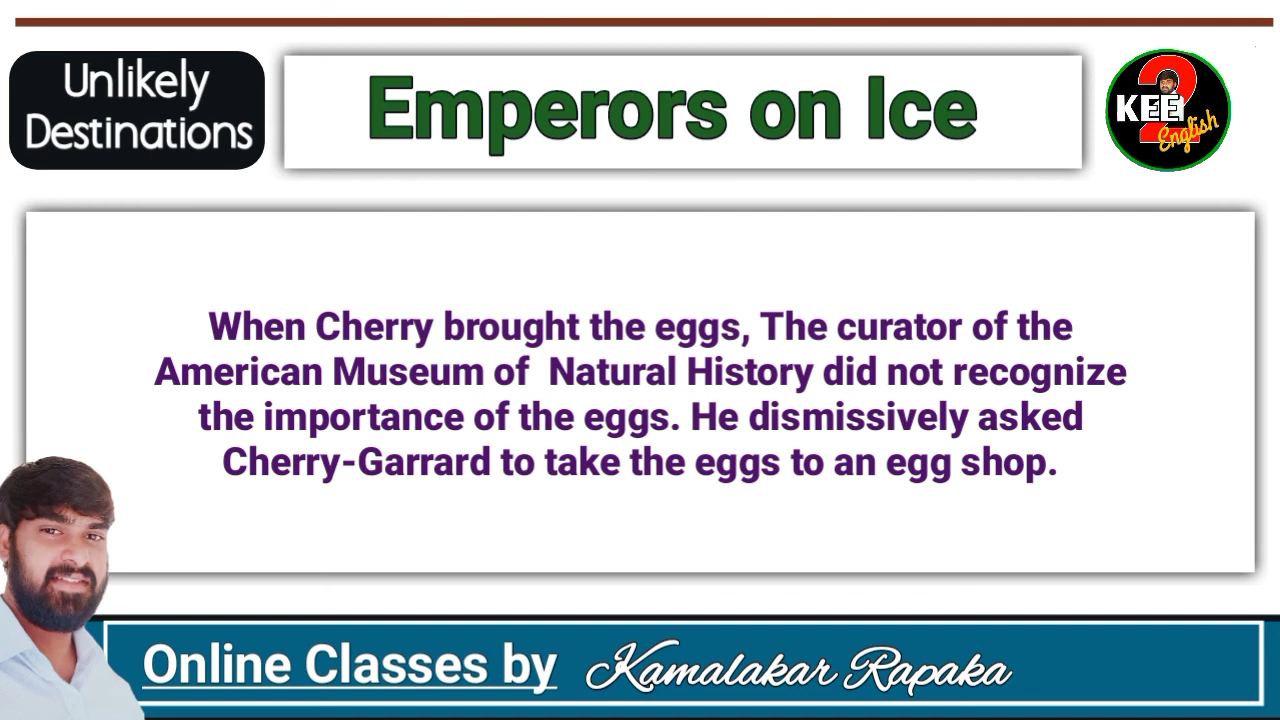 Unlikely
Destinations
Emperors on Ice
KEE
2
English
When Cherry brought the eggs, The curator of the
American Museum of  Natural History did not recognize
the importance of the eggs. He dismissively asked
Cherry-Garrard to take the eggs to an egg shop.
Online Classes by Kamalakar Rapaka